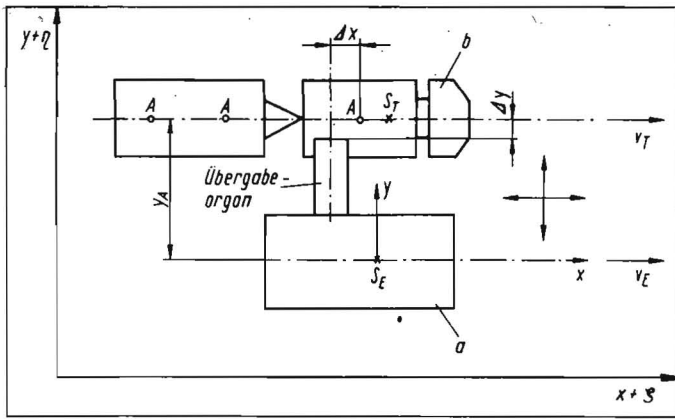 y+η
Δx
b
A
A
A
S_T
Δy
v_T
Übergabe-
organ
y_A
y
S_E
x
v_E
a
x+ξ